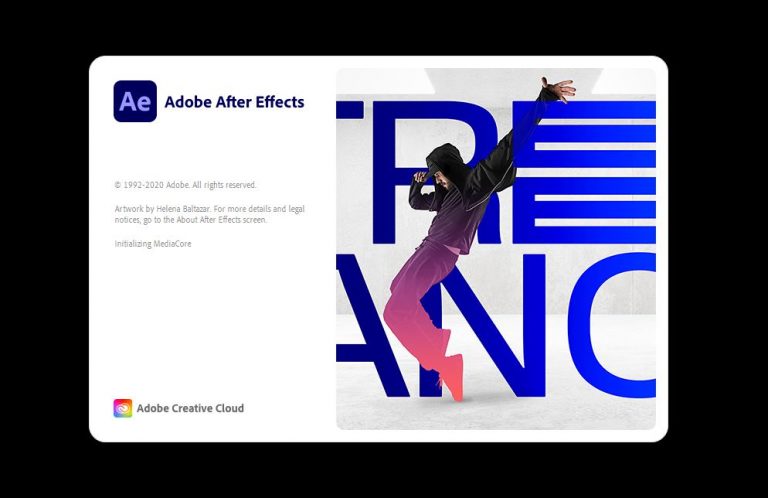 Ae Adobe After Effects
© 1992-2020 Adobe. All rights reserved.
Artwork by Helena Baltazar. For more details and legal
notices, go to the About After Effects screen.
Initializing MediaCore
Adobe Creative Cloud
TRE
ANC